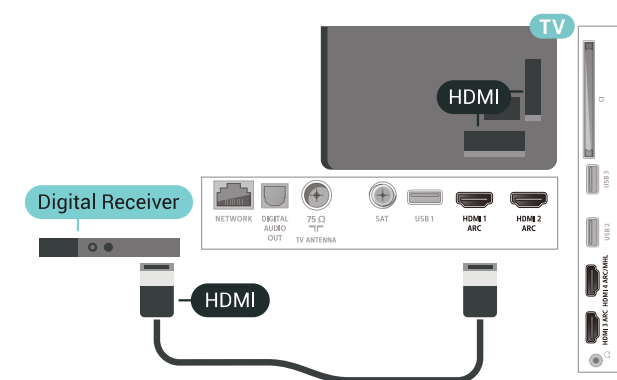 TV
HDMI
CI
USB 3
Digital Receiver
NETWORK
DIGITAL
AUDIO
OUT
75 Ω
TV ANTENNA
SAT
USB 1
HDMI 1
ARC
HDMI 2
ARC
USB 2
HDMI 4 ARC/MHL
HDMI 3 ARC
HDMI